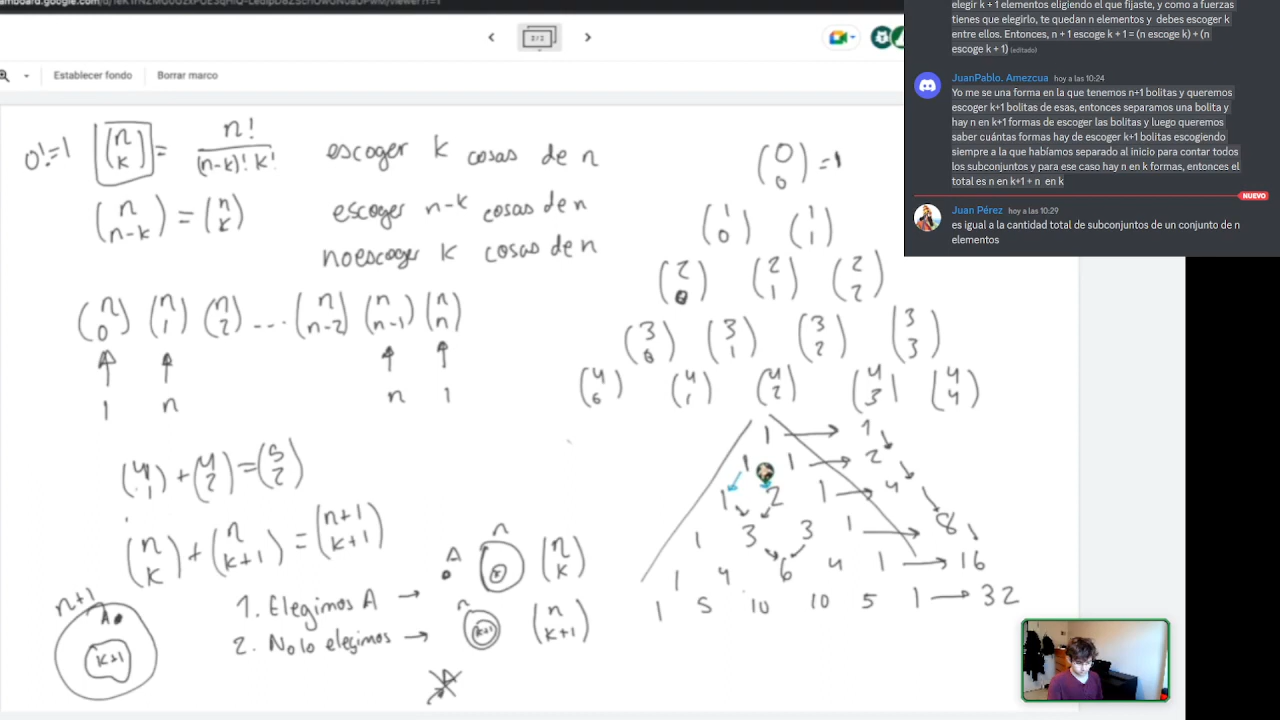 amboard.google.com/d/
2 / 2
Establecer fondo
Borrar marco
0!=1 (n k) = n! / (n-k)! k! escoger k cosas de n
(n n-k) = (n k) escoger n-k cosas de n
no escoger k cosas de n
(n 0) (n 1) (n 2) .... (n n-2) (n n-1) (n n)
1 n n 1
(4 1) + (4 2) = (5 2)
(n k) + (n k+1) = (n+1 k+1)
n+1
A
k+1
1. Elegimos A → A n k (n k)
2. No lo elegimos → n k+1 (n k+1)
A
(0 0) = 1
(1 0) (1 1)
(2 0) (2 1) (2 2)
(3 0) (3 1) (3 2) (3 3)
(4 0) (4 1) (4 2) (4 3) (4 4)
1 → 1
1 1 → 2
1 2 1 → 4
1 3 3 1 → 8
1 4 6 4 1 → 16
1 5 10 10 5 1 → 32
elegir k + 1 elementos eligiendo el que fijaste, y como a fuerzas
tienes que elegirlo, te quedan n elementos y debes escoger k
entre ellos. Entonces, n + 1 escoge k + 1 = (n escoge k) + (n
escoge k + 1) (editado)
JuanPablo. Amezcua hoy a las 10:24
Yo me se una forma en la que tenemos n+1 bolitas y queremos
escoger k+1 bolitas de esas, entonces separamos una bolita y
hay n en k+1 formas de escoger las bolitas y luego queremos
saber cuántas formas hay de escoger k+1 bolitas escogiendo
siempre a la que habíamos separado al inicio para contar todos
los subconjuntos y para ese caso hay n en k formas, entonces el
total es n en k+1 + n en k
NUEVO
Juan Pérez hoy a las 10:29
es igual a la cantidad total de subconjuntos de un conjunto de n
elementos